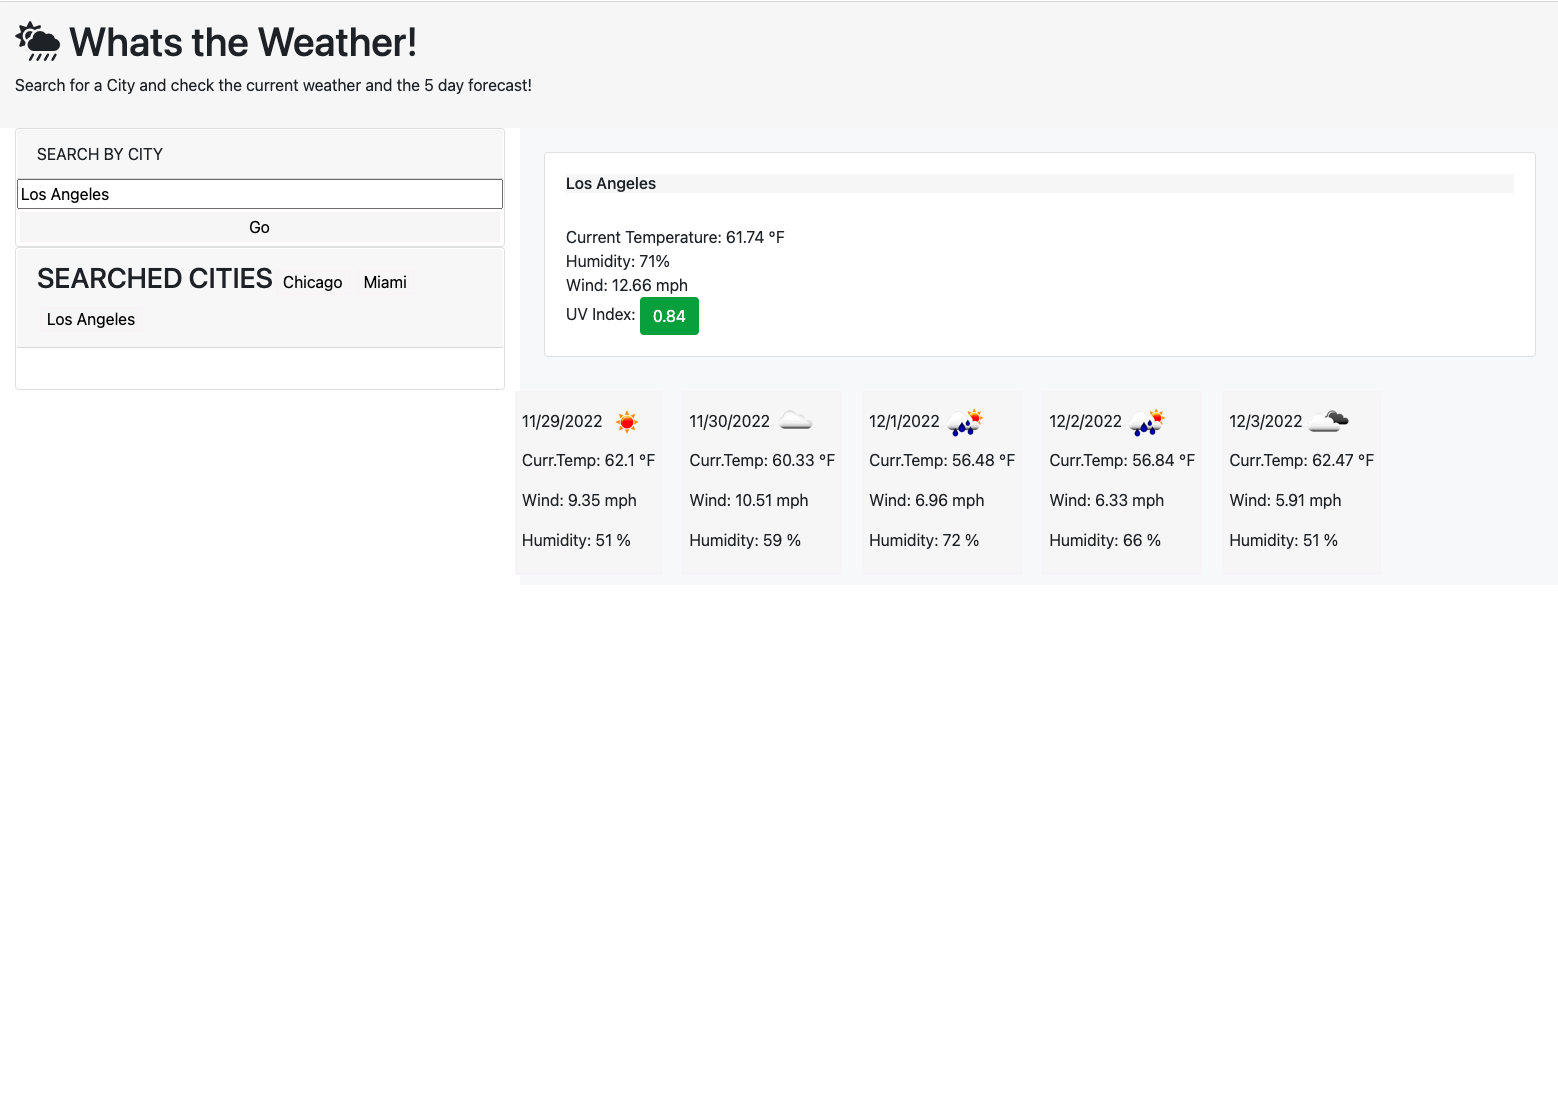 Whats the Weather!
Search for a City and check the current weather and the 5 day forecast!
SEARCH BY CITY
Los Angeles
Go
SEARCHED CITIES Chicago Miami
Los Angeles
Los Angeles
Current Temperature: 61.74 °F
Humidity: 71%
Wind: 12.66 mph
UV Index: 0.84
11/29/2022
Curr.Temp: 62.1 °F
Wind: 9.35 mph
Humidity: 51 %
11/30/2022
Curr.Temp: 60.33 °F
Wind: 10.51 mph
Humidity: 59 %
12/1/2022
Curr.Temp: 56.48 °F
Wind: 6.96 mph
Humidity: 72 %
12/2/2022
Curr.Temp: 56.84 °F
Wind: 6.33 mph
Humidity: 66 %
12/3/2022
Curr.Temp: 62.47 °F
Wind: 5.91 mph
Humidity: 51 %